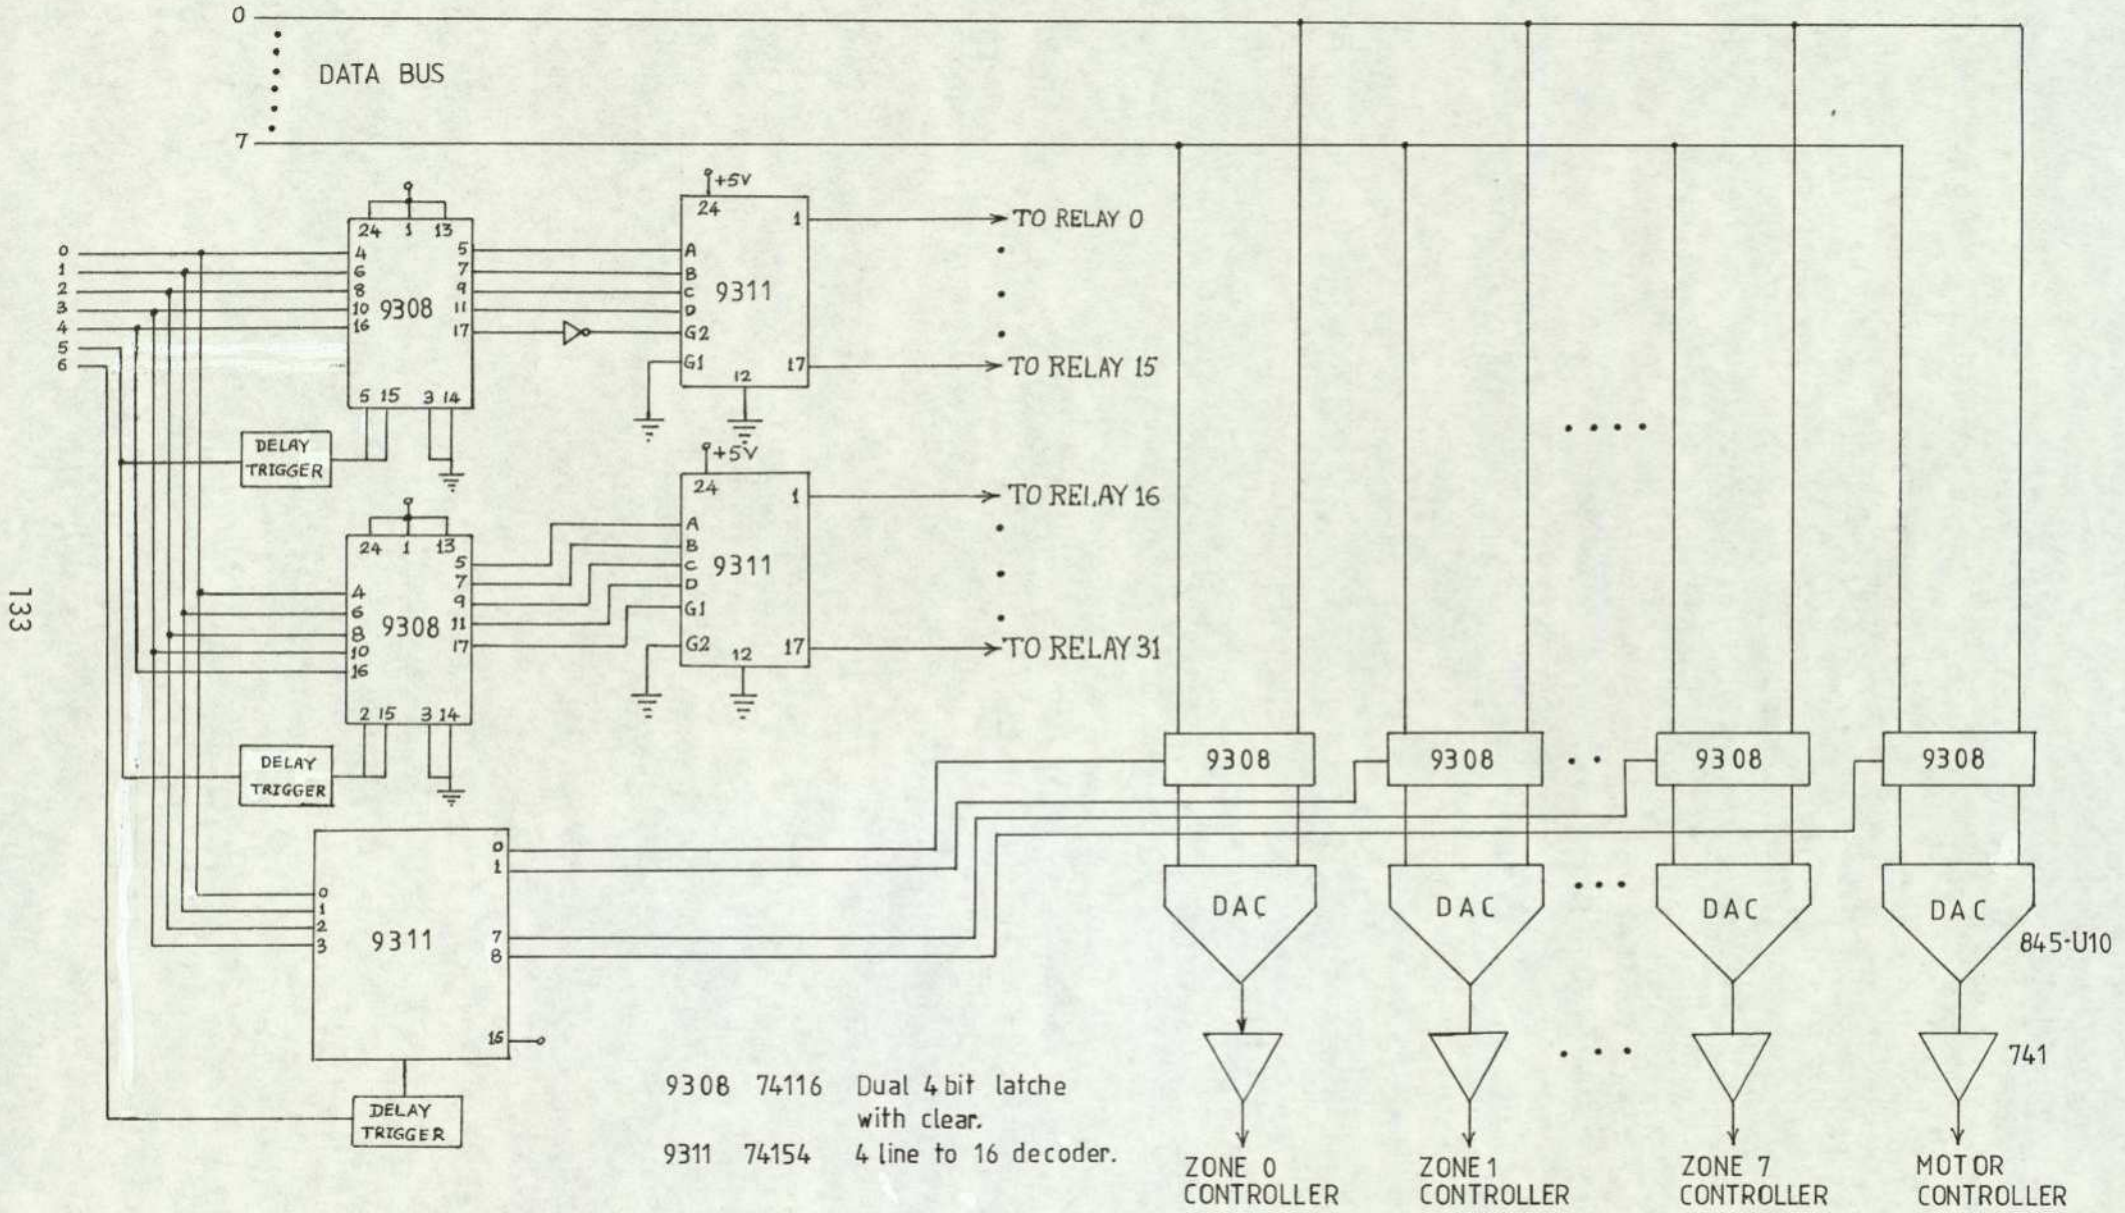 0
DATA BUS
7
+5V
24 1 13
24
1
TO RELAY 0
0
1
2
3
4
5
6
4
6
8
10
16
9308
5
7
9
11
17
A
B
C
D
G2
G1
9311
12
17
TO RELAY 15
5 15 3 14
DELAY
TRIGGER
+5V
24 1 13
24
1
TO RELAY 16
4
6
8
10
16
9308
5
7
9
11
17
A
B
C
D
G1
G2
9311
12
17
TO RELAY 31
2 15 3 14
DELAY
TRIGGER
133
9308
9308
9308
9308
0
1
2
3
9311
0
1
7
8
15
DELAY
TRIGGER
DAC
DAC
DAC
DAC
845-U10
741
9308 74116 Dual 4 bit latche
with clear.
9311 74154 4 line to 16 decoder.
ZONE 0
CONTROLLER
ZONE 1
CONTROLLER
ZONE 7
CONTROLLER
MOTOR
CONTROLLER